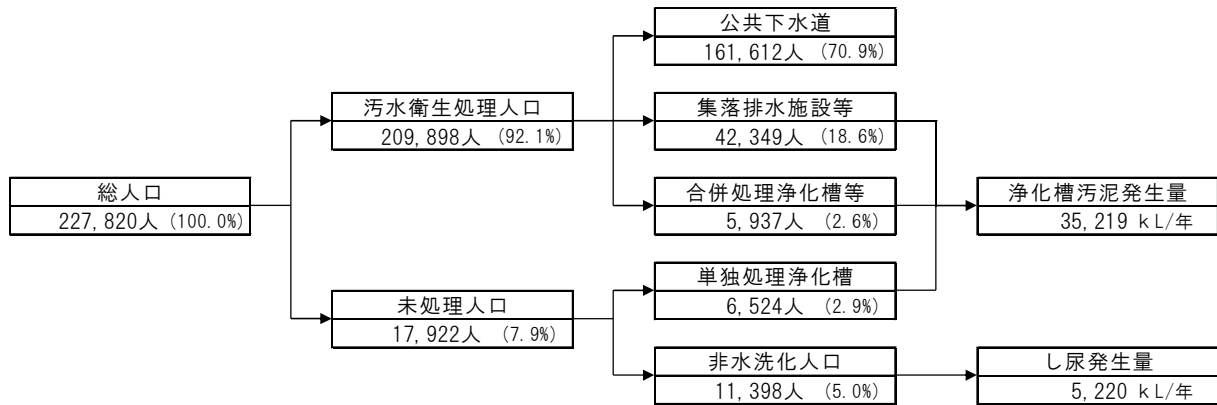 公共下水道
161,612人 (70.9%)
汚水衛生処理人口
209,898人 (92.1%)
集落排水施設等
42,349人 (18.6%)
総人口
227,820人 (100.0%)
合併処理浄化槽等
5,937人 (2.6%)
浄化槽汚泥発生量
35,219 kL/年
未処理人口
17,922人 (7.9%)
単独処理浄化槽
6,524人 (2.9%)
非水洗化人口
11,398人 (5.0%)
し尿発生量
5,220 kL/年